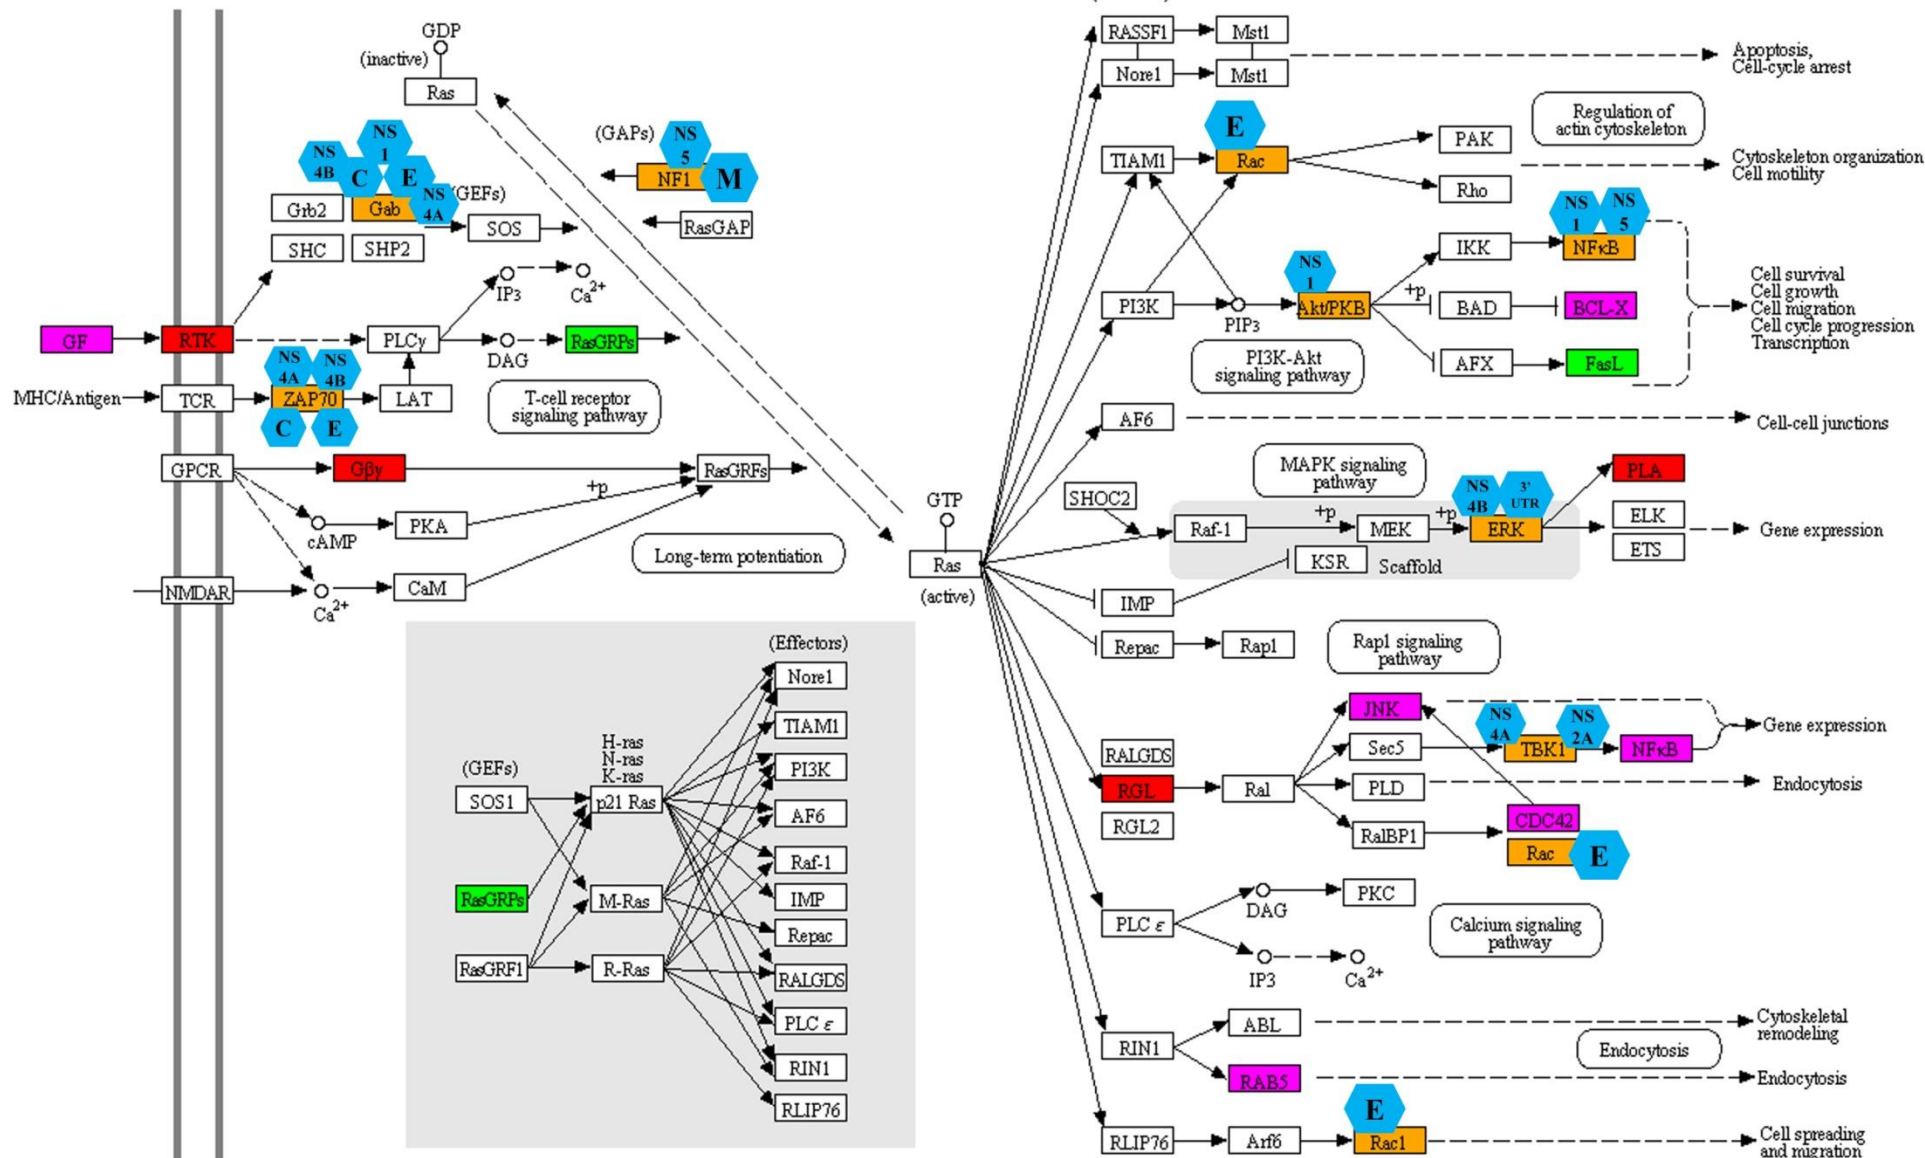 GDP
(inactive)
Ras
NS
4B
C
NS
1
E
NS
4A
(GEFs)
Grb2
Gab
SOS
SHC
SHP2
(GAPs)
NS
5
NF1
M
RasGAP
IP3
Ca2+
GF
RTK
PLCγ
DAG
RasGRPs
MHC/Antigen
TCR
NS
4A
NS
4B
ZAP70
C
E
LAT
T-cell receptor
signaling pathway
GPCR
Gβγ
RasGRFs
+p
cAMP
PKA
Long-term potentiation
NMDAR
Ca2+
CaM
GTP
Ras
(active)
(GEFs)
SOS1
RasGRPs
RasGRF1
H-ras
N-ras
K-ras
p21 Ras
M-Ras
R-Ras
(Effectors)
Nore1
TIAM1
PI3K
AF6
Raf-1
IMP
Repac
RALGDS
PLC ε
RIN1
RLIP76
RASSF1
Mst1
Nore1
Mst1
Apoptosis,
Cell-cycle arrest
Regulation of
actin cytoskeleton
TIAM1
E
Rac
PAK
Rho
Cytoskeleton organization
Cell motility
PI3K
PIP3
NS
1
Akt/PKB
+p
IKK
NS
1
NS
5
NFκB
BAD
BCL-X
AFX
FasL
PI3K-Akt
signaling pathway
Cell survival
Cell growth
Cell migration
Cell cycle progression
Transcription
AF6
Cell-cell junctions
MAPK signaling
pathway
SHOC2
Raf-1
+p
MEK
+p
NS
4B
3'
UTR
ERK
PLA
ELK
ETS
Gene expression
KSR
Scaffold
IMP
Repac
Rap1
Rap1 signaling
pathway
RALGDS
RGL
RGL2
Ral
JNK
Sec5
NS
4A
NS
2A
TBK1
NFκB
Gene expression
PLD
Endocytosis
RalBP1
CDC42
Rac
E
PLC ε
DAG
PKC
IP3
Ca2+
Calcium signaling
pathway
RIN1
ABL
Cytoskeletal
remodeling
Endocytosis
RAB5
Endocytosis
RLIP76
Arf6
E
Rac1
Cell spreading
and migration